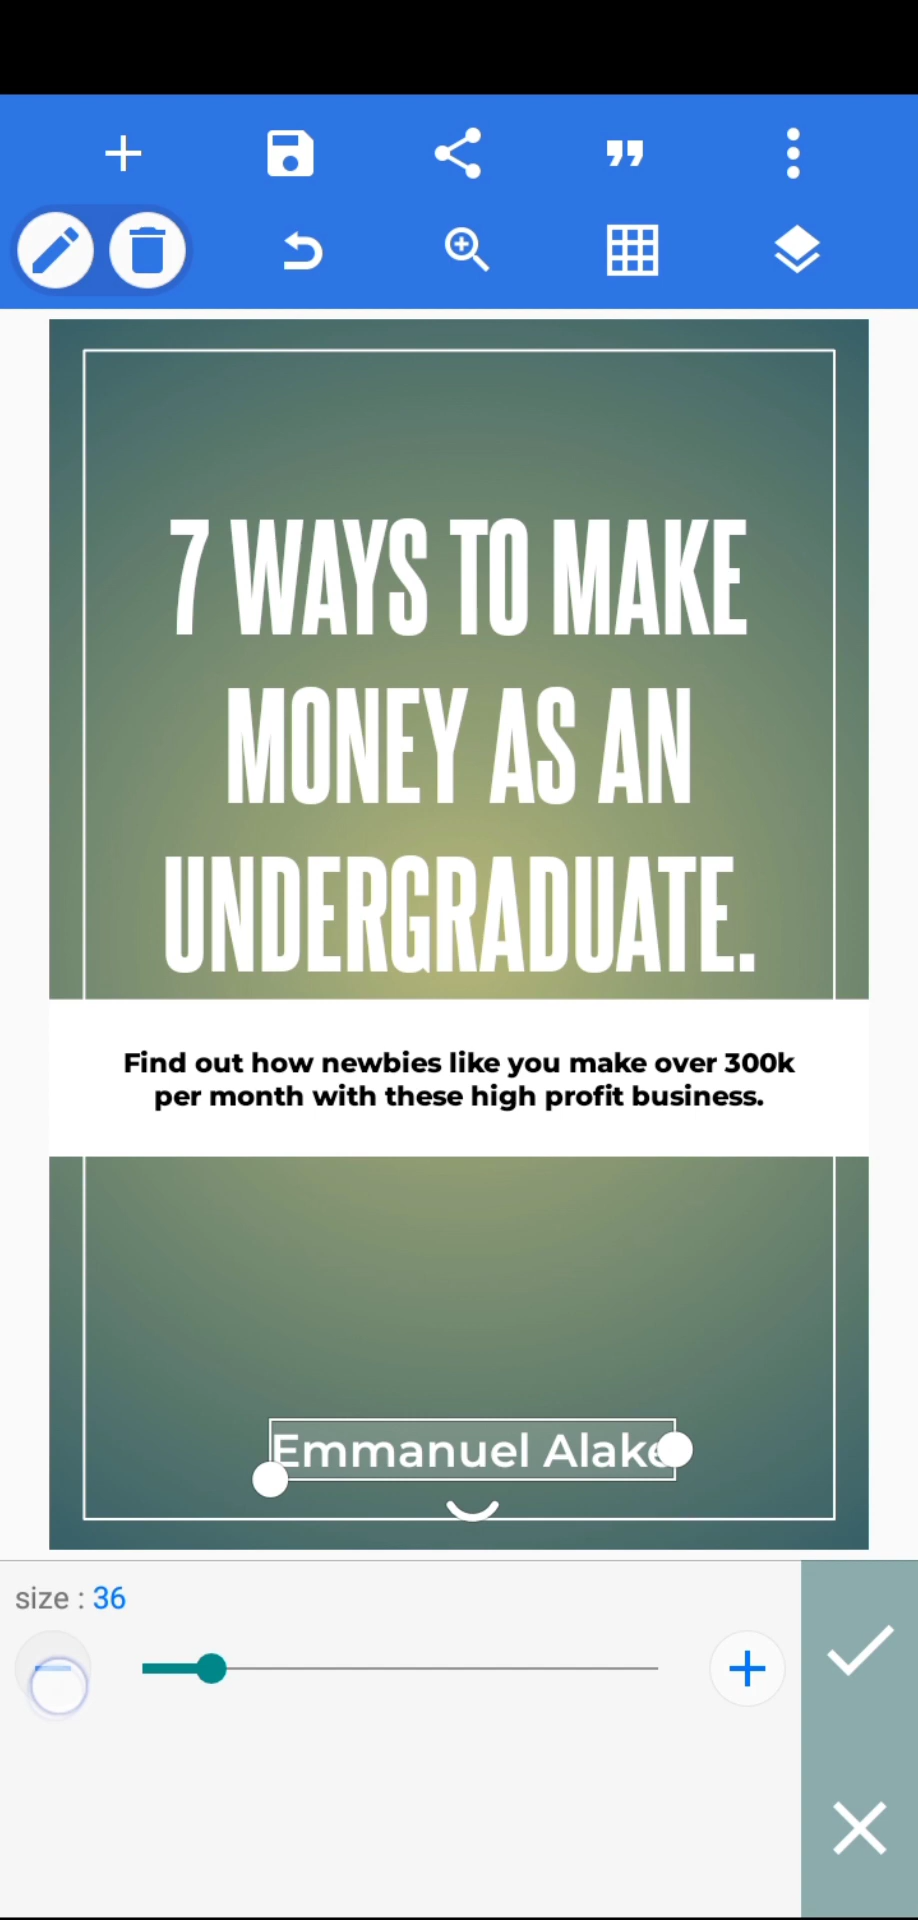 7 WAYS TO MAKE
MONEY AS AN
UNDERGRADUATE.
Find out how newbies like you make over 300k
per month with these high profit business.
Emmanuel Alake
size : 36